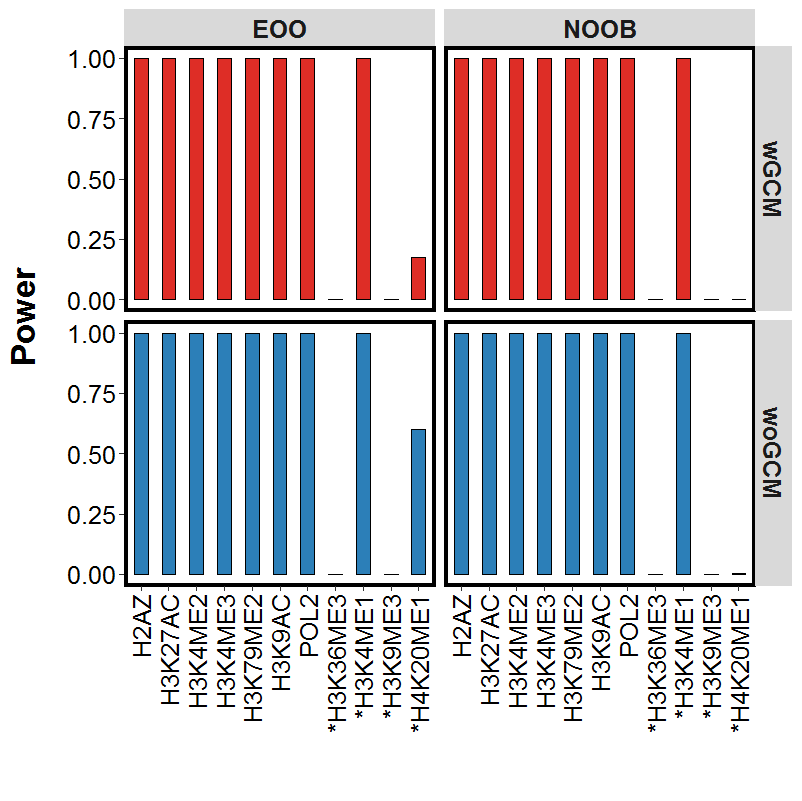 EOO
NOOB
Power
1.00
0.75
0.50
0.25
0.00
wGCM
1.00
0.75
0.50
0.25
0.00
woGCM
H2AZ
H3K27AC
H3K4ME2
H3K4ME3
H3K79ME2
H3K9AC
POL2
*H3K36ME3
*H3K4ME1
*H3K9ME3
*H4K20ME1
H2AZ
H3K27AC
H3K4ME2
H3K4ME3
H3K79ME2
H3K9AC
POL2
*H3K36ME3
*H3K4ME1
*H3K9ME3
*H4K20ME1